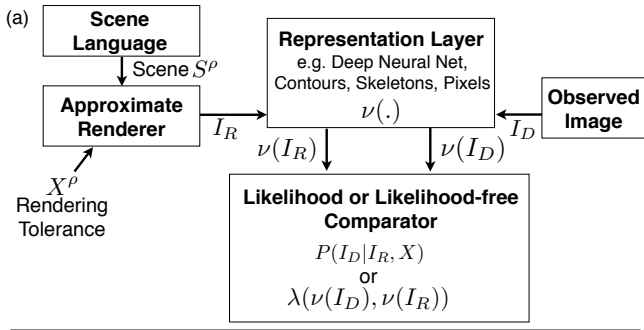 (a)
Scene
Language
Scene S^ρ
Approximate
Renderer
I_R
X^ρ
Rendering
Tolerance
Representation Layer
e.g. Deep Neural Net,
Contours, Skeletons, Pixels
ν(.)
Observed
Image
I_D
ν(I_R)
ν(I_D)
Likelihood or Likelihood-free
Comparator
P(I_D|I_R, X)
or
λ(ν(I_D), ν(I_R))